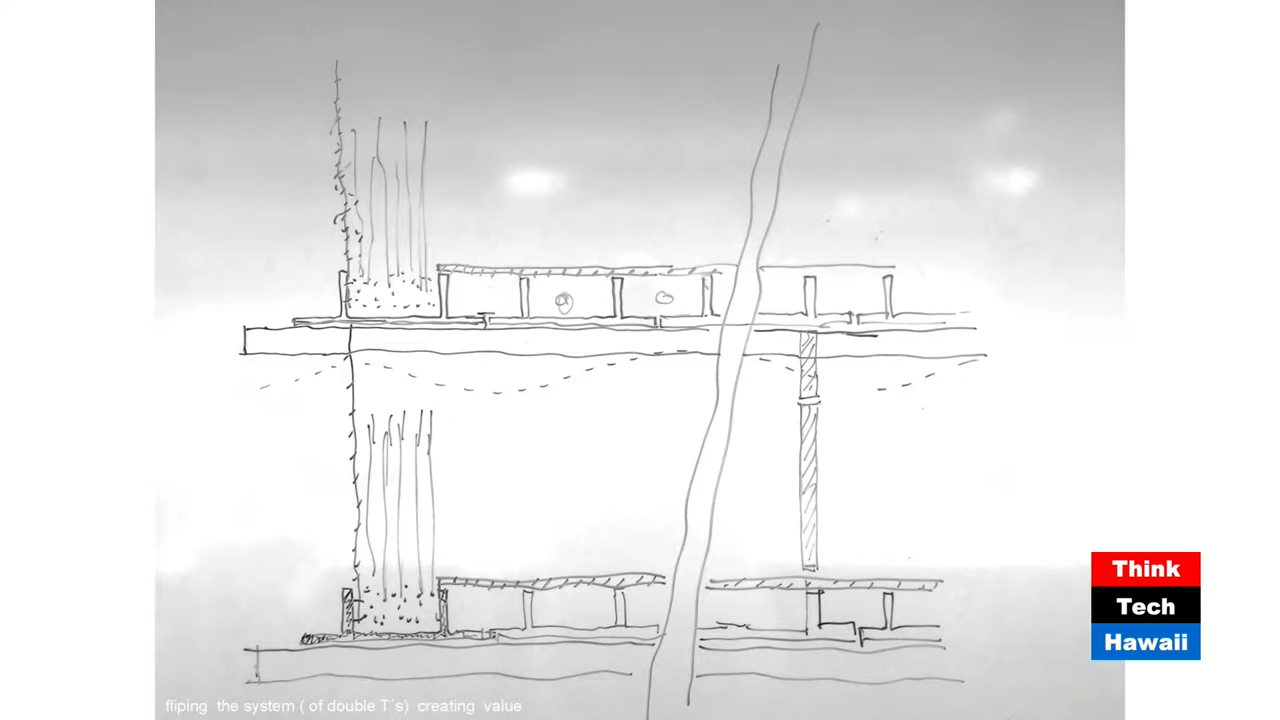 Think
Tech
Hawaii
fliping the system ( of double T´s) creating value